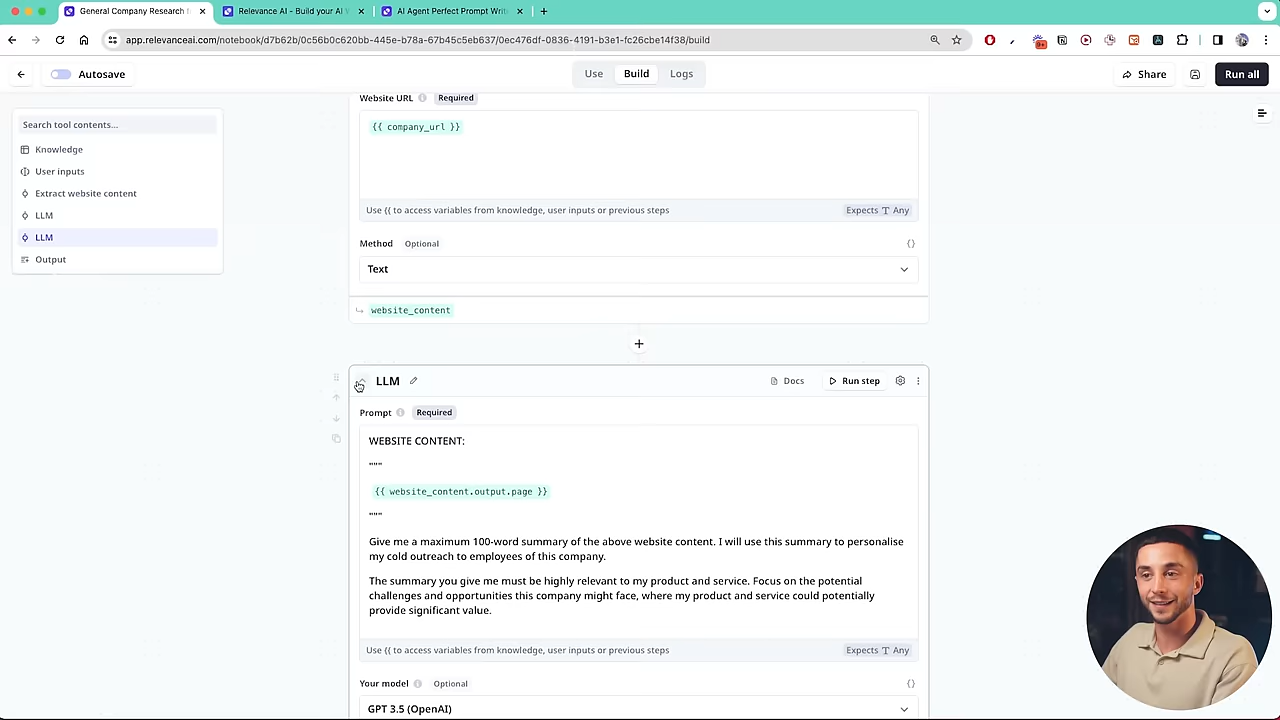 General Company Research f
Relevance AI - Build your AI
AI Agent Perfect Prompt Write
app.relevanceai.com/notebook/d7b62b/0c56b0c620bb-445e-b78a-67b45c5eb637/0ec476df-0836-4191-b3e1-fc26cbe14f38/build
9+
Autosave
Use
Build
Logs
Share
Run all
Search tool contents...
Knowledge
User inputs
Extract website content
LLM
LLM
Output
Website URL
Required
{{ company_url }}
Use {{ to access variables from knowledge, user inputs or previous steps
Expects T Any
Method
Optional
{}
Text
website_content
LLM
Docs
Run step
Prompt
Required
WEBSITE CONTENT:
"""
{{ website_content.output.page }}
"""
Give me a maximum 100-word summary of the above website content. I will use this summary to personalise
my cold outreach to employees of this company.
The summary you give me must be highly relevant to my product and service. Focus on the potential
challenges and opportunities this company might face, where my product and service could potentially
provide significant value.
Use {{ to access variables from knowledge, user inputs or previous steps
Expects T Any
Your model
Optional
{}
GPT 3.5 (OpenAI)